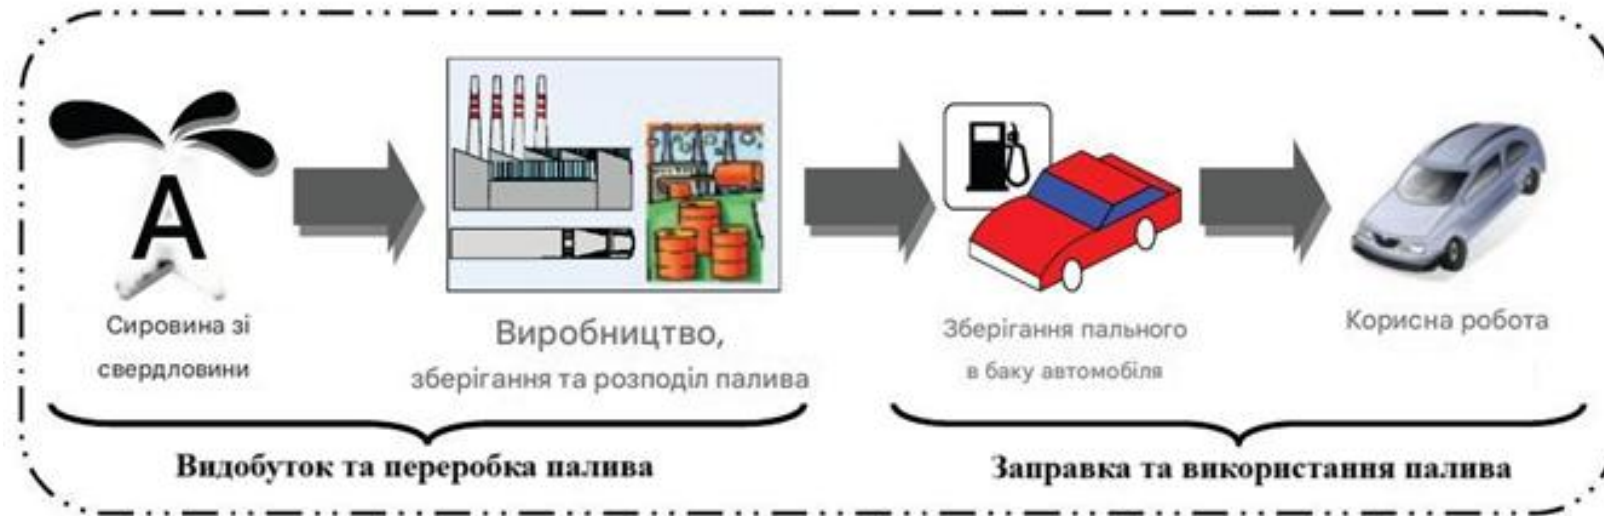 А
Сировина зі
свердловини
Виробництво,
зберігання та розподіл палива
Зберігання пального
в баку автомобіля
Корисна робота
Видобуток та переробка палива
Заправка та використання палива